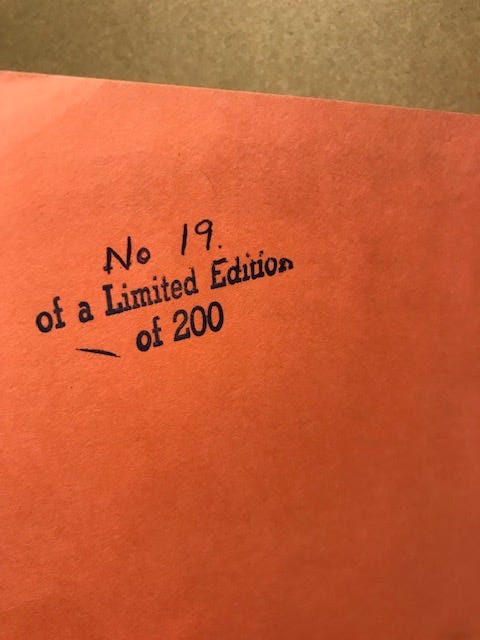 No 19.
of a Limited Edition
of 200